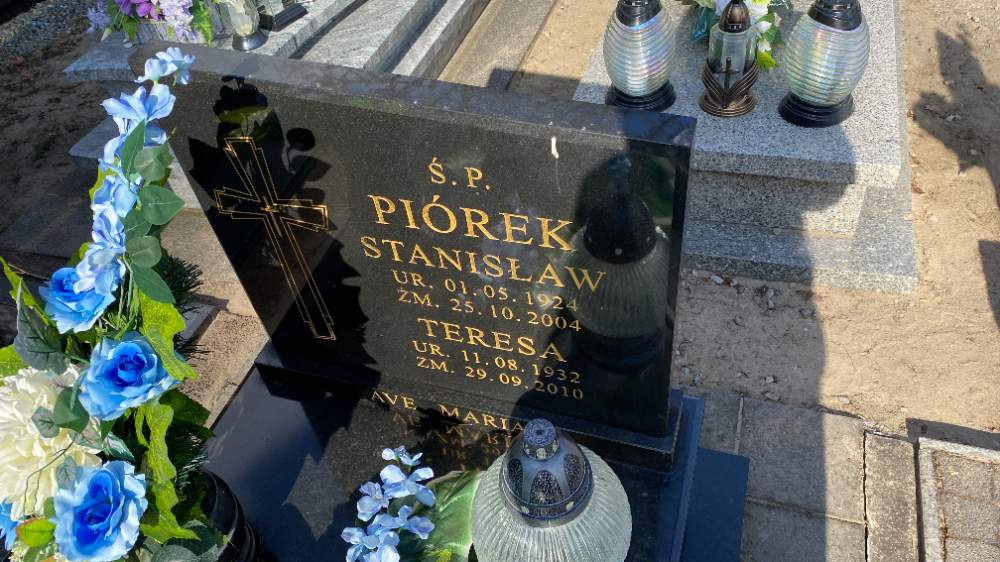 Ś. P.
PIÓREK
STANISŁAW
UR. 01. 05. 1924
ZM. 25. 10. 2004
TERESA
UR. 11. 08. 1932
ZM. 29. 09. 2010
AVE MARIA